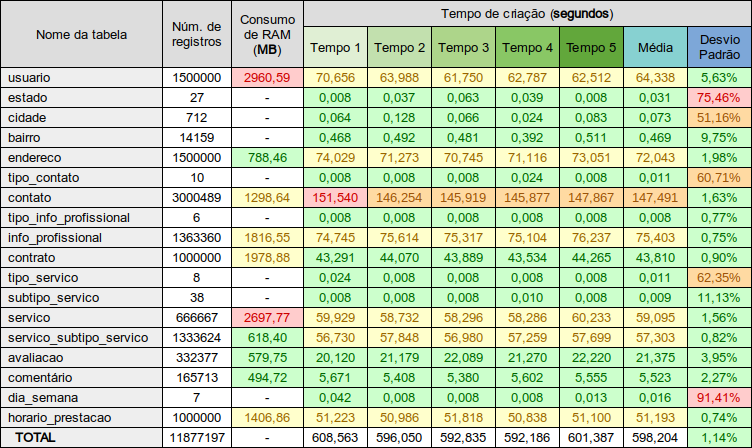 Nome da tabela Núm. de registros Consumo de RAM (MB) Tempo de criação (segundos)
Tempo 1 Tempo 2 Tempo 3 Tempo 4 Tempo 5 Média Desvio Padrão
usuario 1500000 2960,59 70,656 63,988 61,750 62,787 62,512 64,338 5,63%
estado 27 - 0,008 0,037 0,063 0,039 0,008 0,031 75,46%
cidade 712 - 0,064 0,128 0,066 0,024 0,083 0,073 51,16%
bairro 14159 - 0,468 0,492 0,481 0,392 0,511 0,469 9,75%
endereco 1500000 788,46 74,029 71,273 70,745 71,116 73,051 72,043 1,98%
tipo_contato 10 - 0,008 0,008 0,008 0,024 0,008 0,011 60,71%
contato 3000489 1298,64 151,540 146,254 145,919 145,877 147,867 147,491 1,63%
tipo_info_profissional 6 - 0,008 0,008 0,008 0,008 0,008 0,008 0,77%
info_profissional 1363360 1816,55 74,745 75,614 75,317 75,104 76,237 75,403 0,75%
contrato 1000000 1978,88 43,291 44,070 43,889 43,534 44,265 43,810 0,90%
tipo_servico 8 - 0,024 0,008 0,008 0,008 0,008 0,011 62,35%
subtipo_servico 38 - 0,008 0,008 0,008 0,010 0,008 0,009 11,13%
servico 666667 2697,77 59,929 58,732 58,296 58,286 60,233 59,095 1,56%
servico_subtipo_servico 1333624 618,40 56,730 57,848 56,980 57,259 57,699 57,303 0,82%
avaliacao 332377 579,75 20,120 21,179 22,089 21,270 22,220 21,375 3,95%
comentário 165713 494,72 5,671 5,408 5,380 5,602 5,555 5,523 2,27%
dia_semana 7 - 0,042 0,008 0,008 0,008 0,013 0,016 91,41%
horario_prestacao 1000000 1406,86 51,223 50,986 51,818 50,838 51,100 51,193 0,74%
TOTAL 11877197 - 608,563 596,050 592,835 592,186 601,387 598,204 1,14%